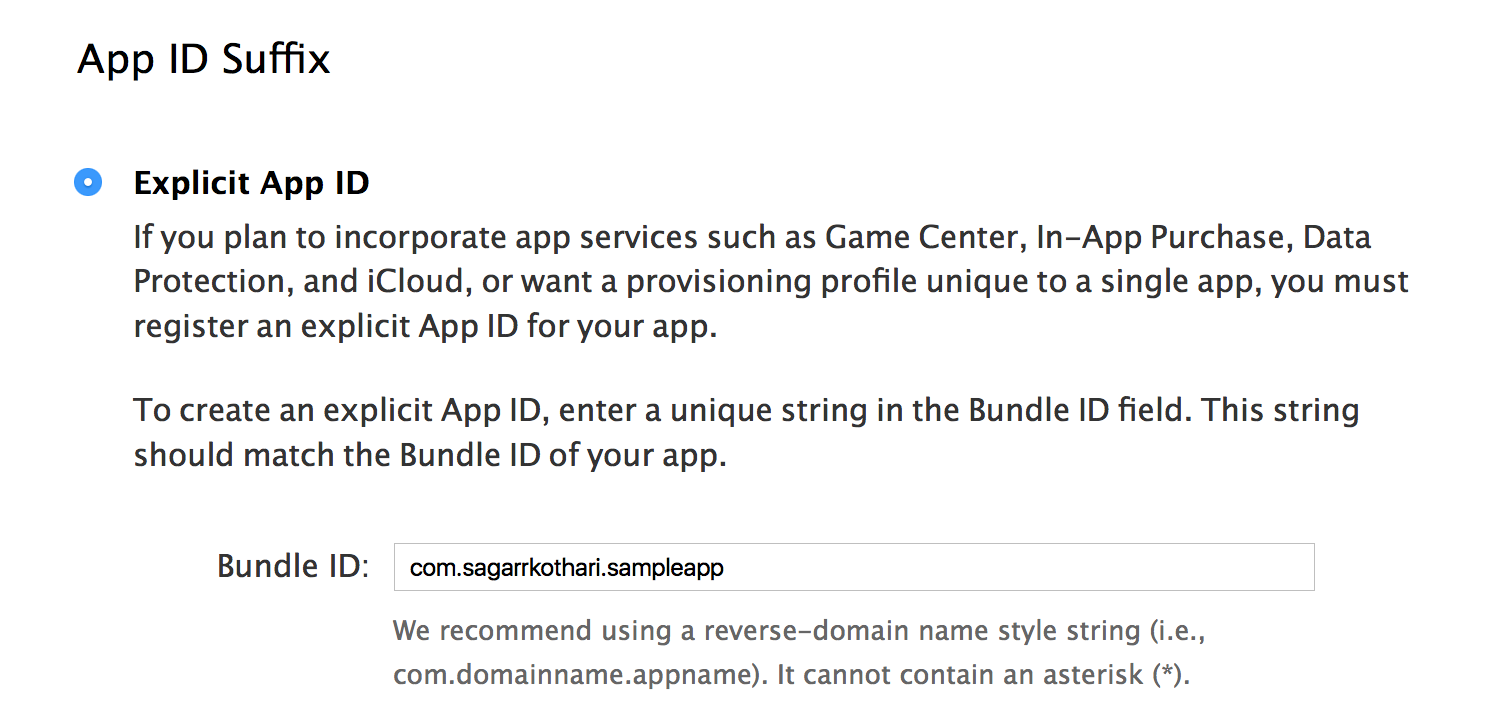 App ID Suffix
Explicit App ID
If you plan to incorporate app services such as Game Center, In-App Purchase, Data
Protection, and iCloud, or want a provisioning profile unique to a single app, you must
register an explicit App ID for your app.
To create an explicit App ID, enter a unique string in the Bundle ID field. This string
should match the Bundle ID of your app.
Bundle ID: com.sagarrkothari.sampleapp
We recommend using a reverse-domain name style string (i.e.,
com.domainname.appname). It cannot contain an asterisk (*).